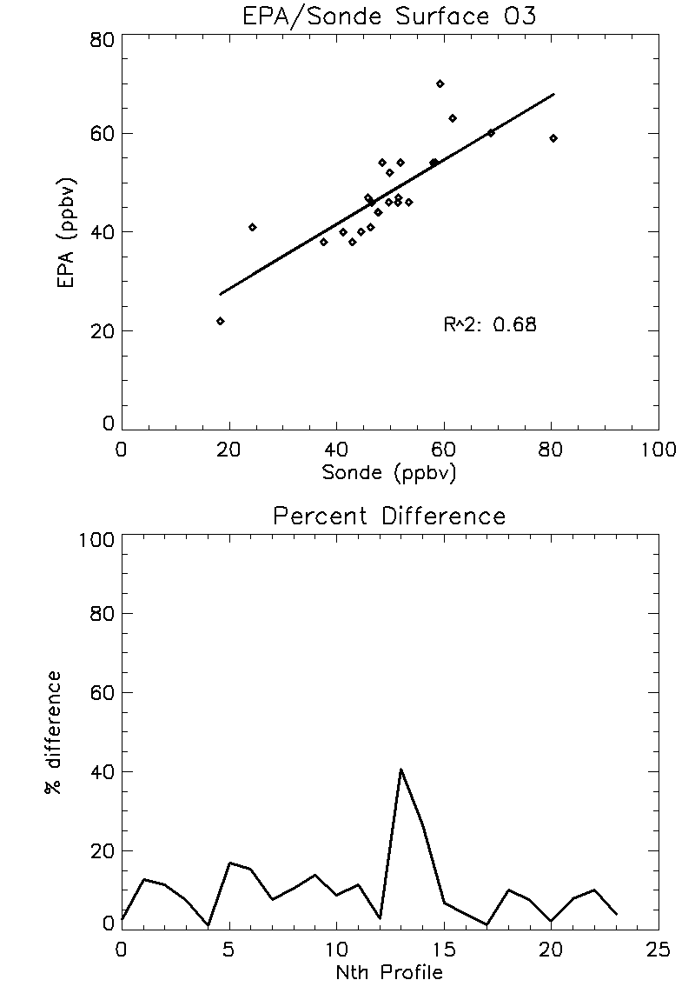 EPA/Sonde Surface O3
80
60
40
20
0
EPA (ppbv)
R^2: 0.68
0 20 40 60 80 100
Sonde (ppbv)
Percent Difference
100
80
60
40
20
0
% difference
0 5 10 15 20 25
Nth Profile